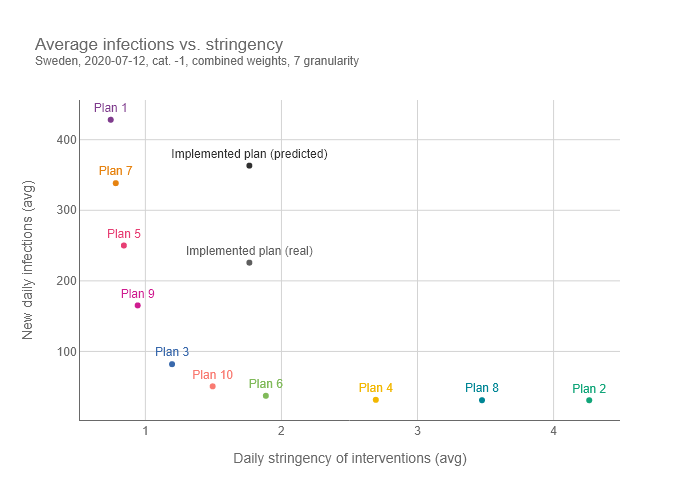 Average infections vs. stringency
Sweden, 2020-07-12, cat. -1, combined weights, 7 granularity
Plan 1
400
Implemented plan (predicted)
Plan 7
300
Plan 5
Implemented plan (real)
200
Plan 9
100
Plan 3
Plan 10
Plan 6
Plan 4
Plan 8
Plan 2
New daily infections (avg)
1
2
3
4
Daily stringency of interventions (avg)